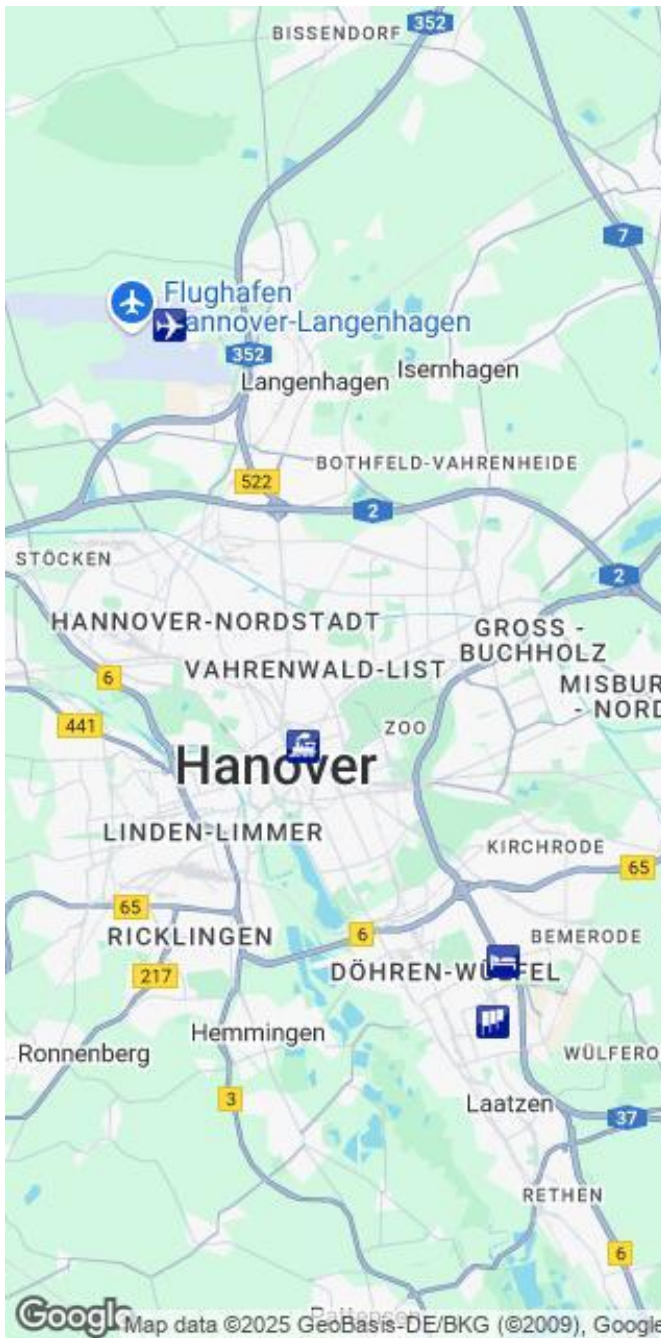 352
BISSENDORF
7
Flughafen
annover-Langenhagen
352
Isernhagen
Langenhagen
BOTHFELD-VAHRENHEIDE
522
2
STÖCKEN
2
HANNOVER-NORDSTADT
GROSS -
BUCHHOLZ
VAHRENWALD-LIST
6
MISBUR
- NORD
441
ZOO
Hanover
LINDEN-LIMMER
KIRCHRODE
65
65
6
RICKLINGEN
BEMERODE
DÖHREN-WÜLFEL
217
Hemmingen
Ronnenberg
WÜLFERO
3
Laatzen
37
RETHEN
6
Google
Map data ©2025 GeoBasis-DE/BKG (©2009), Google